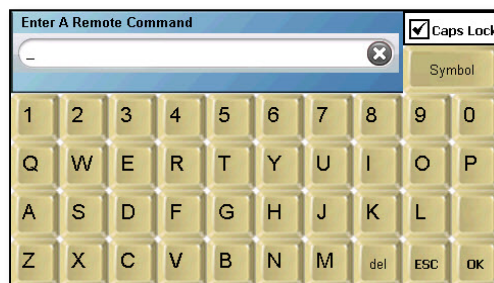 Enter A Remote Command
Caps Lock
_
Symbol
1 2 3 4 5 6 7 8 9 0
Q W E R T Y U I O P
A S D F G H J K L
Z X C V B N M del ESC OK